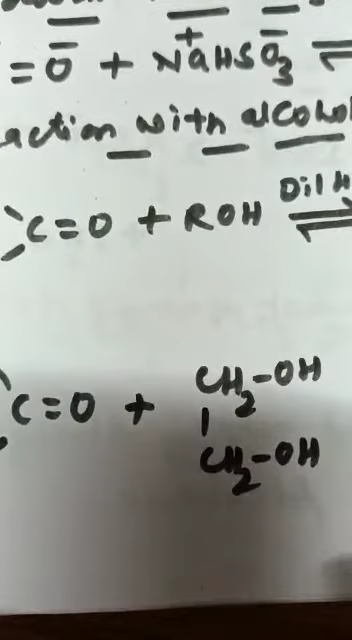 =O + NaHSO3 ⇌
action with alcohol
>C=O + ROH Dil H ⇌
C=O + CH2-OH
|
CH2-OH